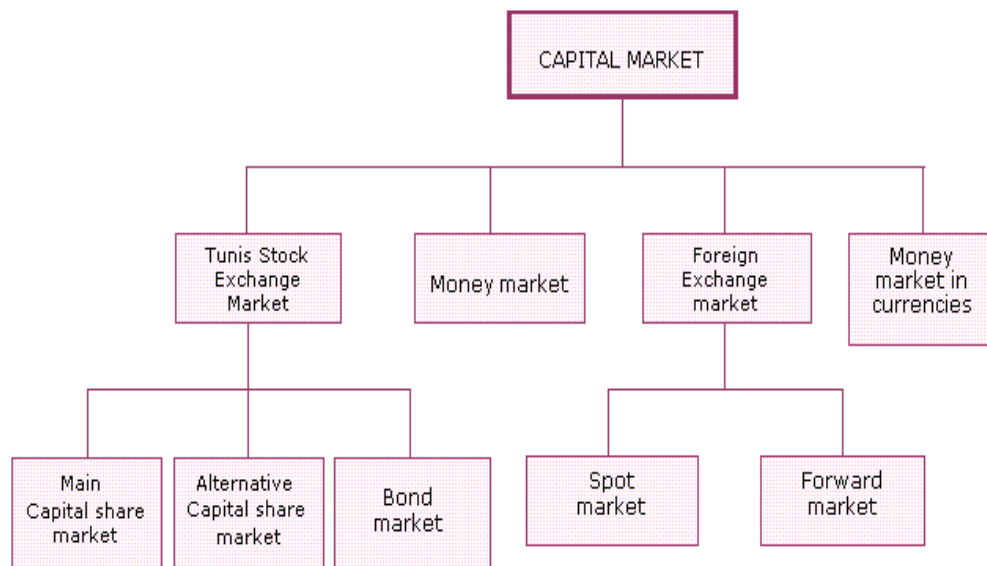 CAPITAL MARKET
Tunis Stock
Exchange
Market
Money market
Foreign
Exchange
market
Money
market in
currencies
Main
Capital share
market
Alternative
Capital share
market
Bond
market
Spot
market
Forward
market